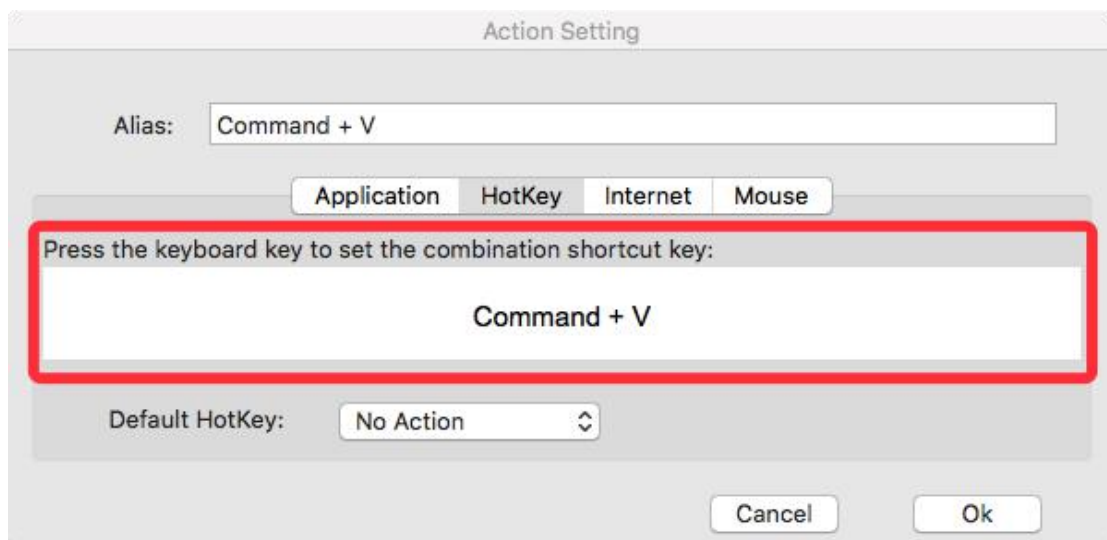 Action Setting
Alias: Command + V
Application HotKey Internet Mouse
Press the keyboard key to set the combination shortcut key:
Command + V
Default HotKey: No Action
Cancel Ok